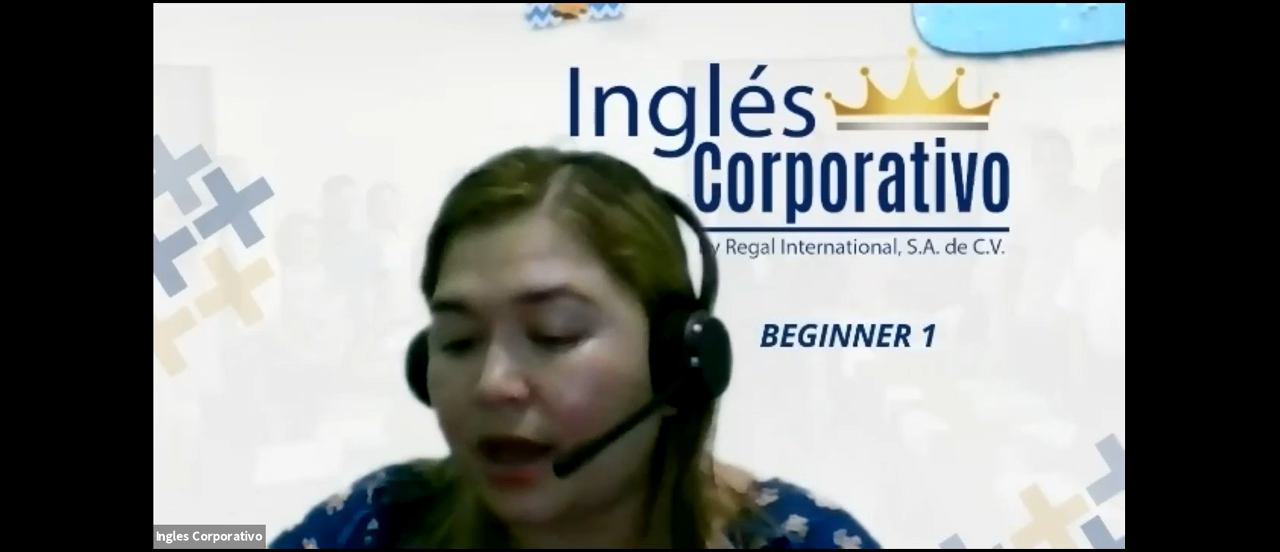 Inglés
Corporativo
y Regal International, S.A. de C.V.
BEGINNER 1
Ingles Corporativo